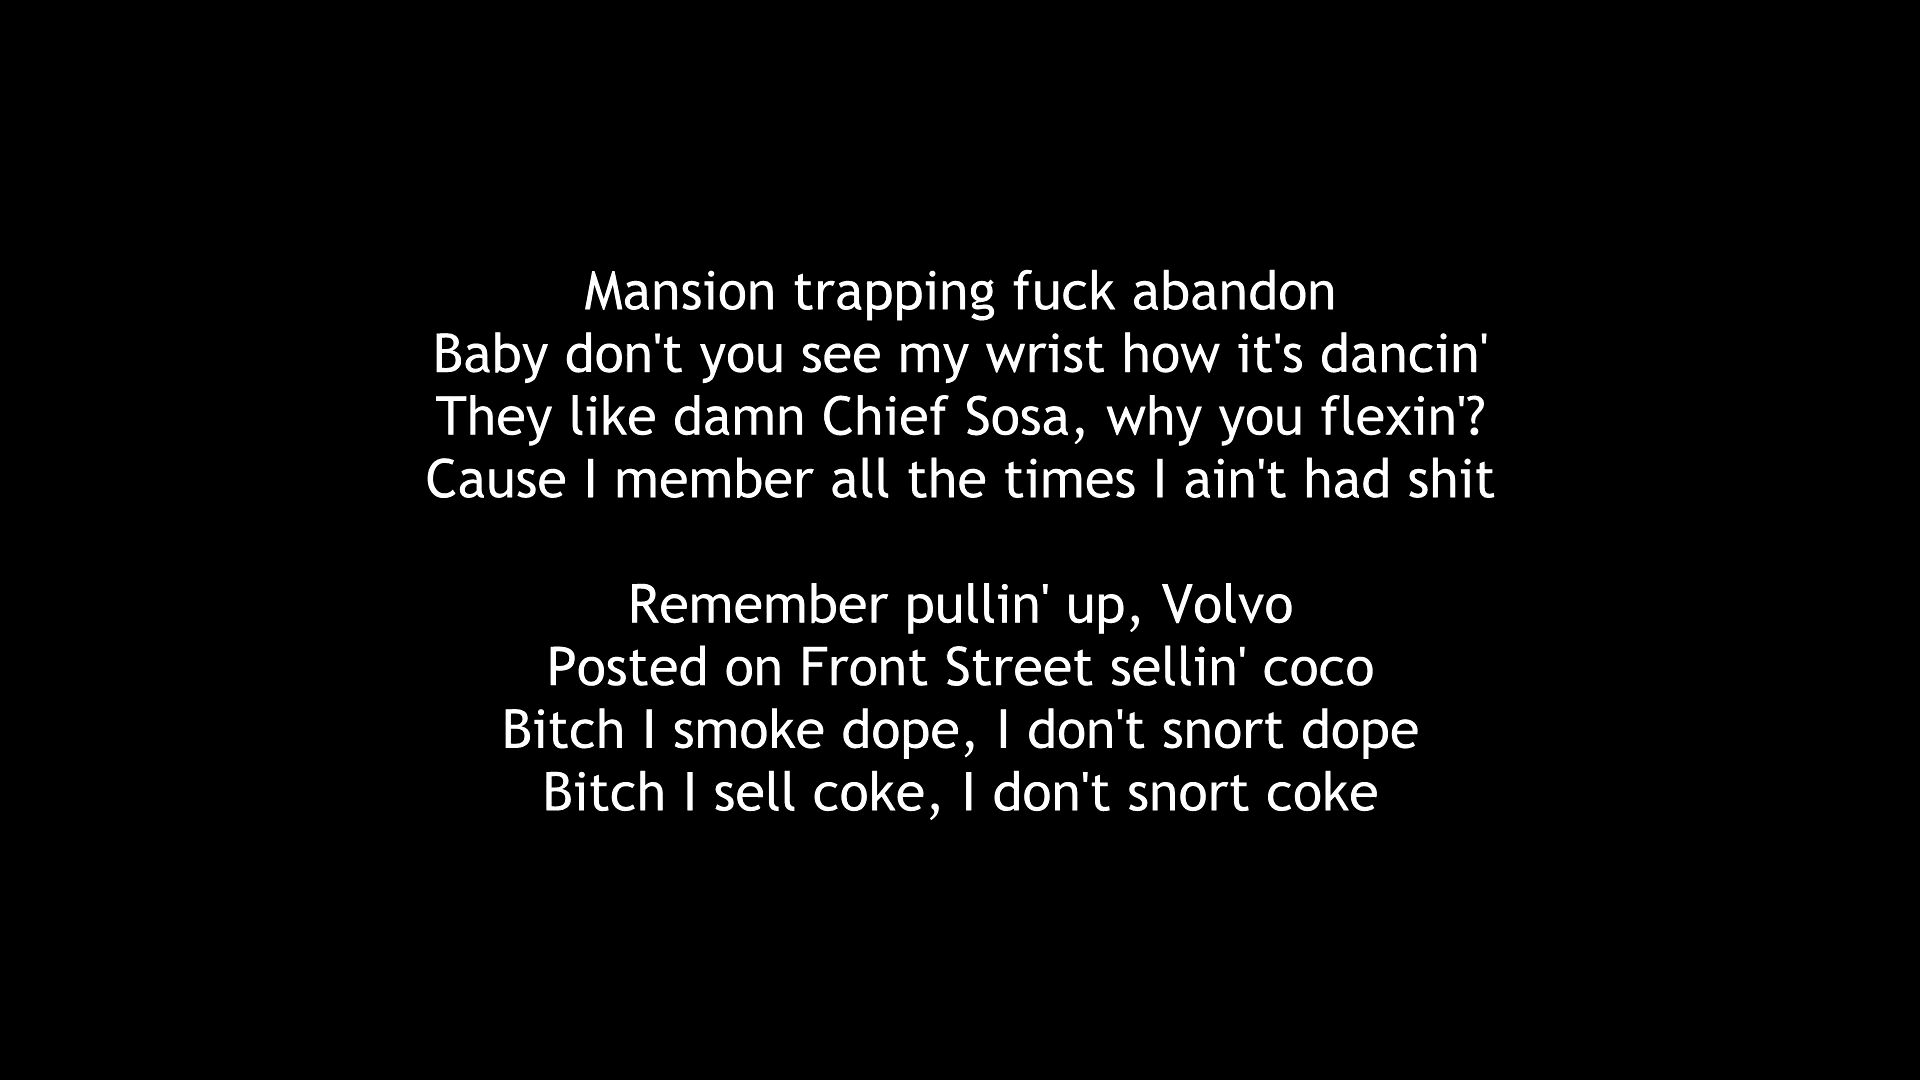 Mansion trapping fuck abandon
Baby don't you see my wrist how it's dancin'
They like damn Chief Sosa, why you flexin'?
Cause I member all the times I ain't had shit

Remember pullin' up, Volvo
Posted on Front Street sellin' coco
Bitch I smoke dope, I don't snort dope
Bitch I sell coke, I don't snort coke